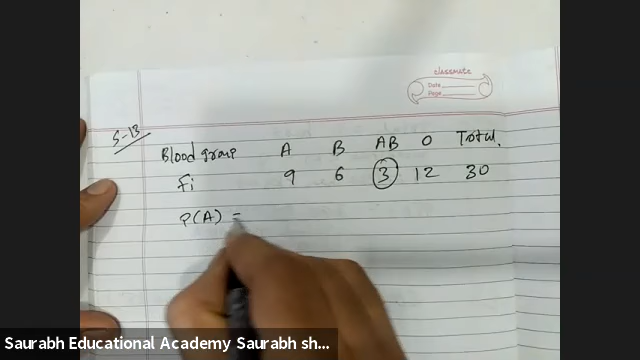 classmate
Date
Page
S-13
Blood group A B AB O Total.
Fi 9 6 3 12 30
P(A) =
Saurabh Educational Academy Saurabh sh...